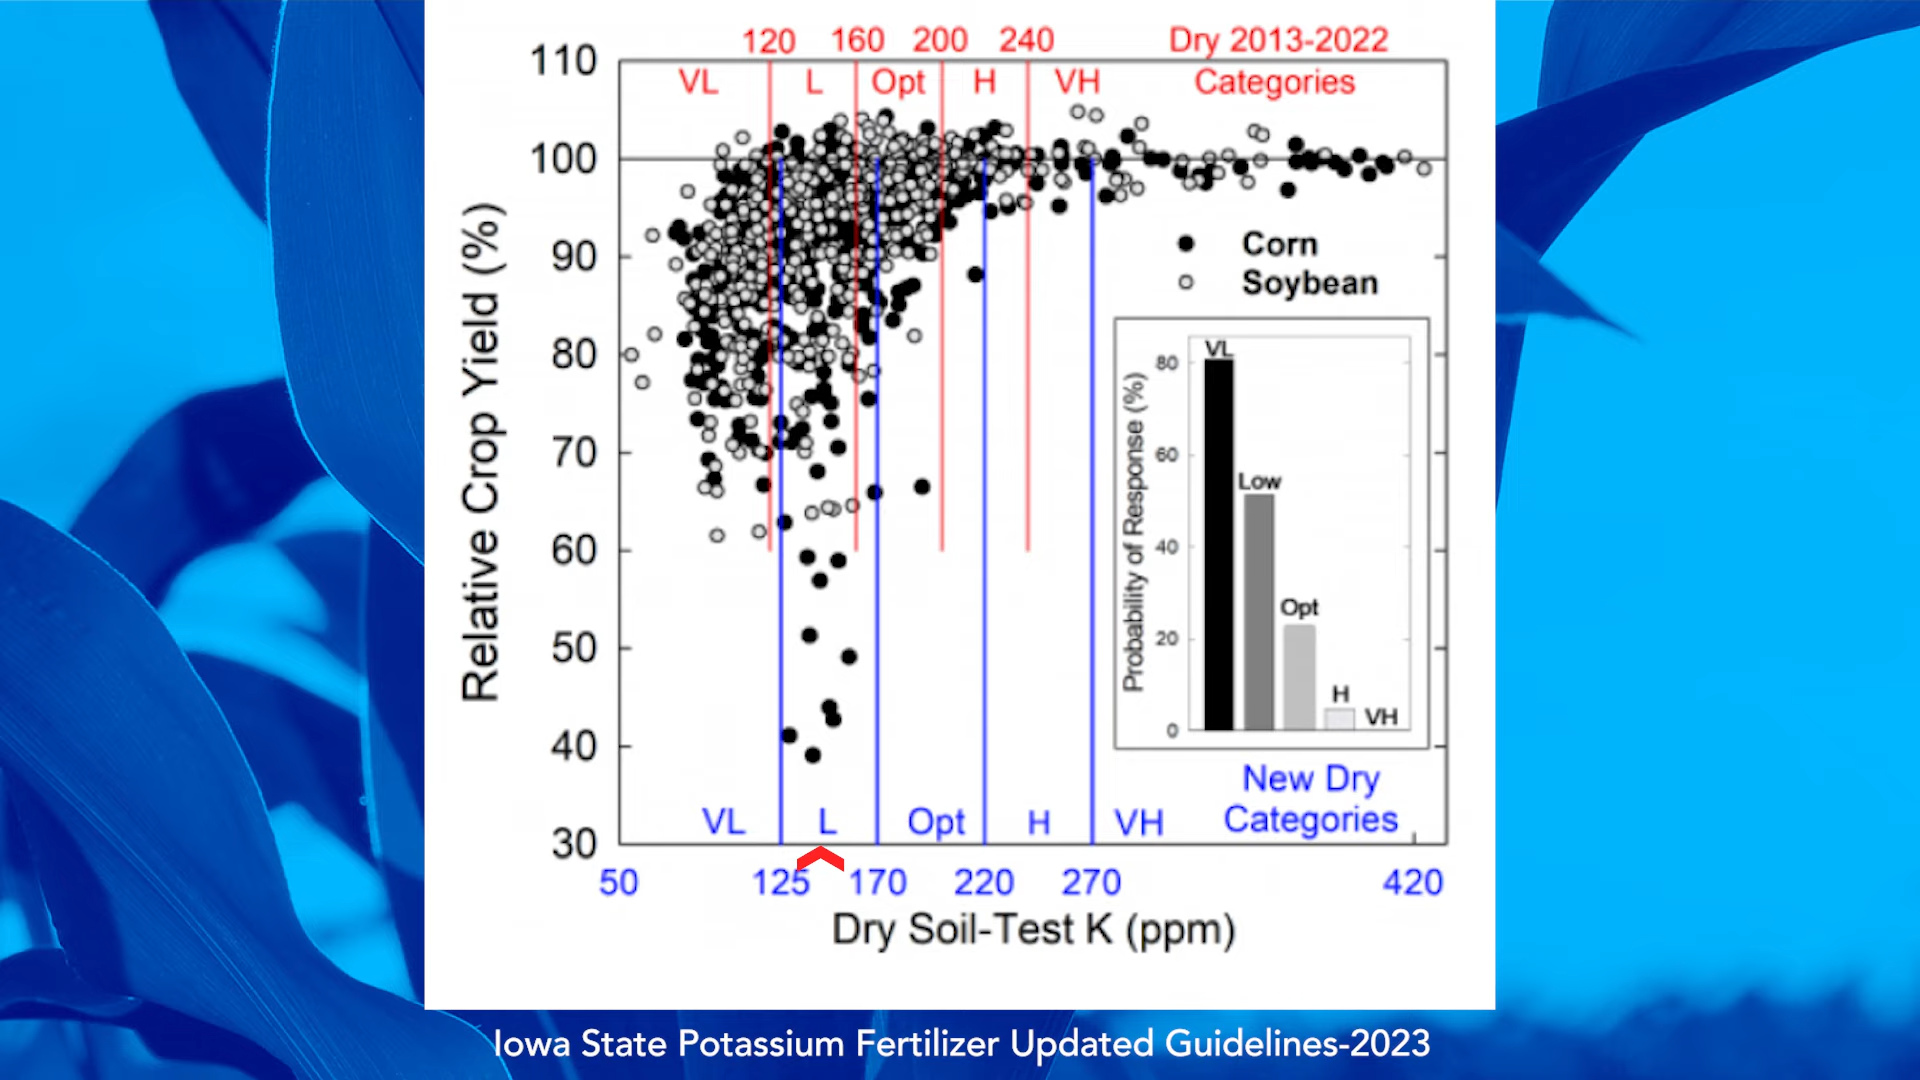 120 160 200 240 Dry 2013-2022
110
VL L Opt H VH Categories
100
90
80
70
60
50
40
30
Relative Crop Yield (%)
Corn
Soybean
80
60
40
20
0
Probability of Response (%)
VL
Low
Opt
H
VH
New Dry
VL L Opt H VH Categories
50 125 170 220 270 420
Dry Soil-Test K (ppm)
Iowa State Potassium Fertilizer Updated Guidelines-2023